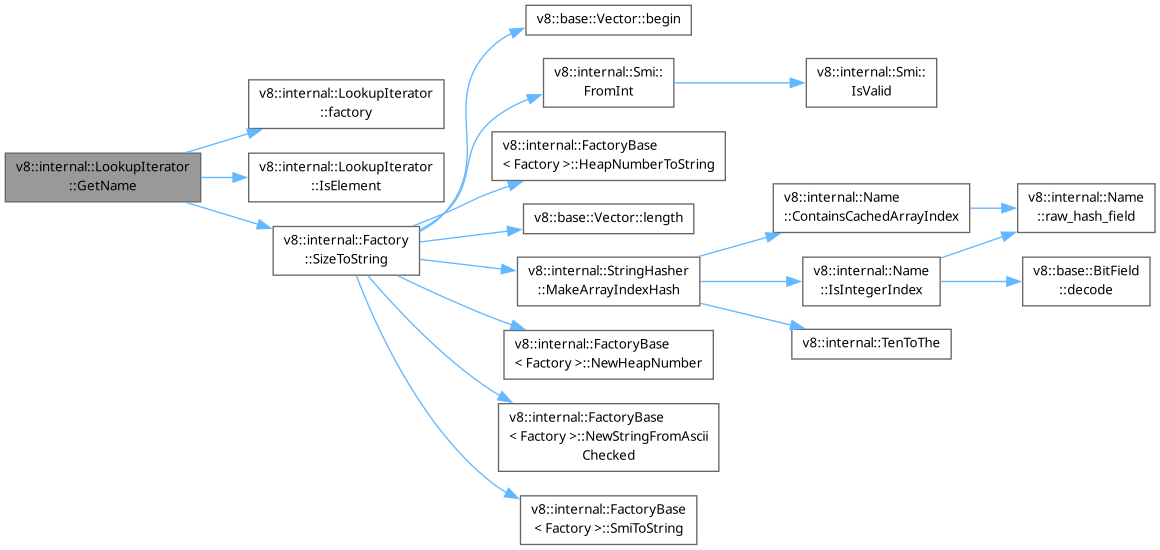 v8::internal::LookupIterator
::GetName
v8::internal::LookupIterator
::factory
v8::internal::LookupIterator
::IsElement
v8::internal::Factory
::SizeToString
v8::base::Vector::begin
v8::internal::Smi::
FromInt
v8::internal::FactoryBase
< Factory >::HeapNumberToString
v8::base::Vector::length
v8::internal::StringHasher
::MakeArrayIndexHash
v8::internal::FactoryBase
< Factory >::NewHeapNumber
v8::internal::FactoryBase
< Factory >::NewStringFromAscii
Checked
v8::internal::FactoryBase
< Factory >::SmiToString
v8::internal::Smi::
IsValid
v8::internal::Name
::ContainsCachedArrayIndex
v8::internal::Name
::IsIntegerIndex
v8::internal::TenToThe
v8::internal::Name
::raw_hash_field
v8::base::BitField
::decode